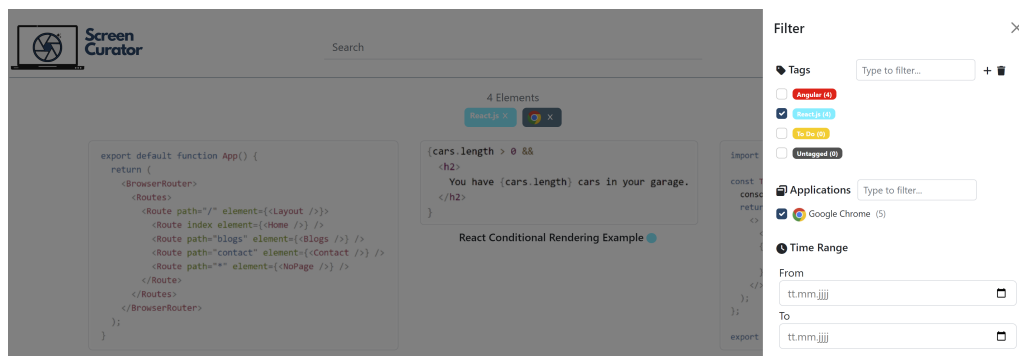 Screen
Curator
Search
4 Elements
React.js ×
×
export default function App() {
return (
<BrowserRouter>
<Routes>
<Route path="/" element={<Layout />}>
<Route index element={<Home />} />
<Route path="blogs" element={<Blogs />} />
<Route path="contact" element={<Contact />} />
<Route path="*" element={<NoPage />} />
</Route>
</Routes>
</BrowserRouter>
);
}
{cars.length > 0 &&
<h2>
You have {cars.length} cars in your garage.
</h2>
}
React Conditional Rendering Example
import
const T
conso
return
<>
<
{
}
</>
);
};
export
Filter
Tags
Type to filter...
Angular (4)
To Do (0)
Untagged (0)
Applications
Type to filter...
Google Chrome (5)
Time Range
From
tt.mm.jjjj
To
tt.mm.jjjj